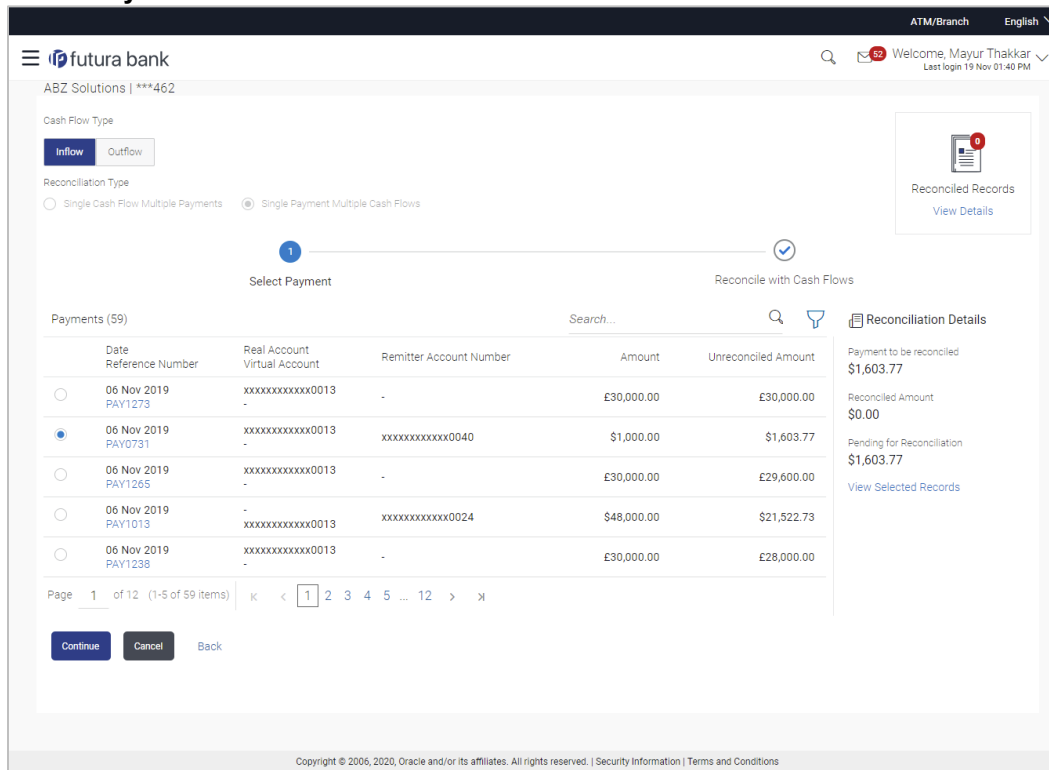 ATM/Branch English
futura bank
52
Welcome, Mayur Thakkar
Last login 19 Nov 01:40 PM
ABZ Solutions | ***462
Cash Flow Type
Inflow Outflow
0
Reconciled Records
View Details
Reconciliation Type
Single Cash Flow Multiple Payments Single Payment Multiple Cash Flows
1
Select Payment Reconcile with Cash Flows
Payments (59) Search...
Date Real Account Remitter Account Number Amount Unreconciled Amount
Reference Number Virtual Account
06 Nov 2019 xxxxxxxxxxxx0013 - £30,000.00 £30,000.00
PAY1273 -
06 Nov 2019 xxxxxxxxxxxx0013 xxxxxxxxxxxx0040 $1,000.00 $1,603.77
PAY0731 -
06 Nov 2019 xxxxxxxxxxxx0013 - £30,000.00 £29,600.00
PAY1265 -
06 Nov 2019 - xxxxxxxxxxxx0024 $48,000.00 $21,522.73
PAY1013 xxxxxxxxxxxx0013
06 Nov 2019 xxxxxxxxxxxx0013 - £30,000.00 £28,000.00
PAY1238 -
Page 1 of 12 (1-5 of 59 items) K < 1 2 3 4 5 ... 12 > >|
Reconciliation Details
Payment to be reconciled
$1,603.77
Reconciled Amount
$0.00
Pending for Reconciliation
$1,603.77
View Selected Records
Continue Cancel Back
Copyright © 2006, 2020, Oracle and/or its affiliates. All rights reserved. | Security Information | Terms and Conditions